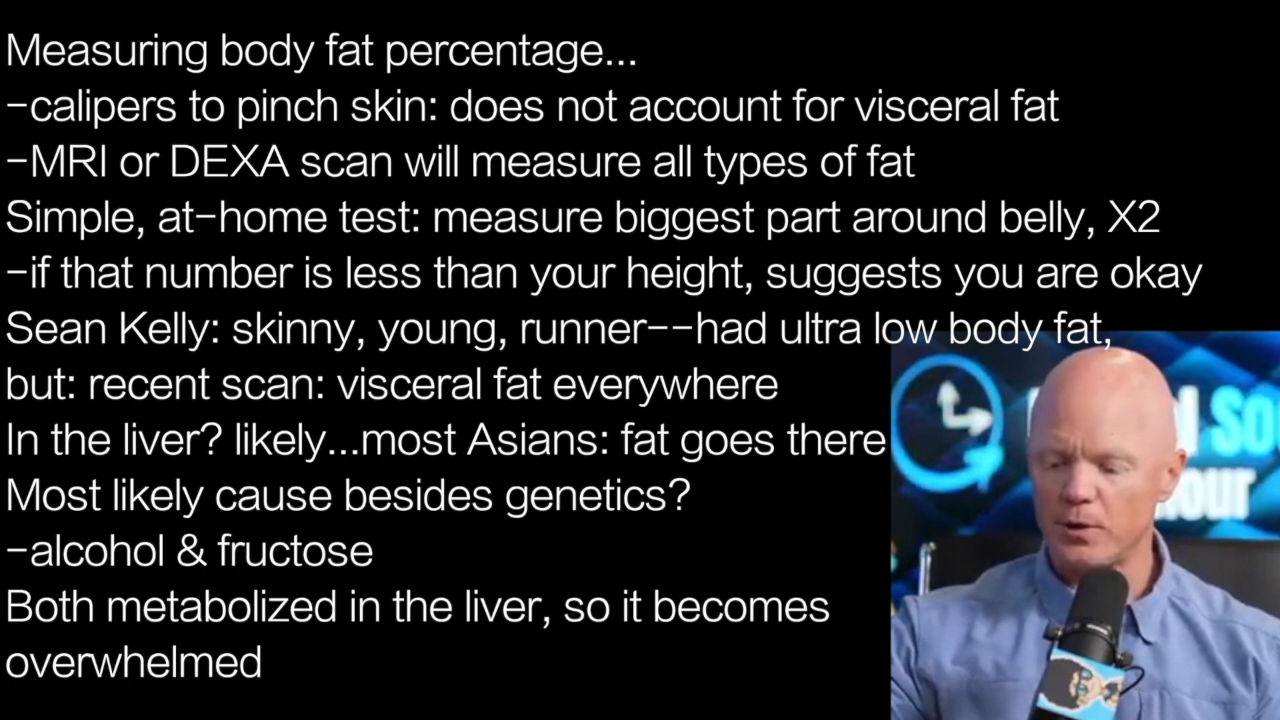 Measuring body fat percentage...
-calipers to pinch skin: does not account for visceral fat
-MRI or DEXA scan will measure all types of fat
Simple, at-home test: measure biggest part around belly, X2
-if that number is less than your height, suggests you are okay
Sean Kelly: skinny, young, runner--had ultra low body fat,
but: recent scan: visceral fat everywhere
In the liver? likely...most Asians: fat goes there
Most likely cause besides genetics?
-alcohol & fructose
Both metabolized in the liver, so it becomes
overwhelmed